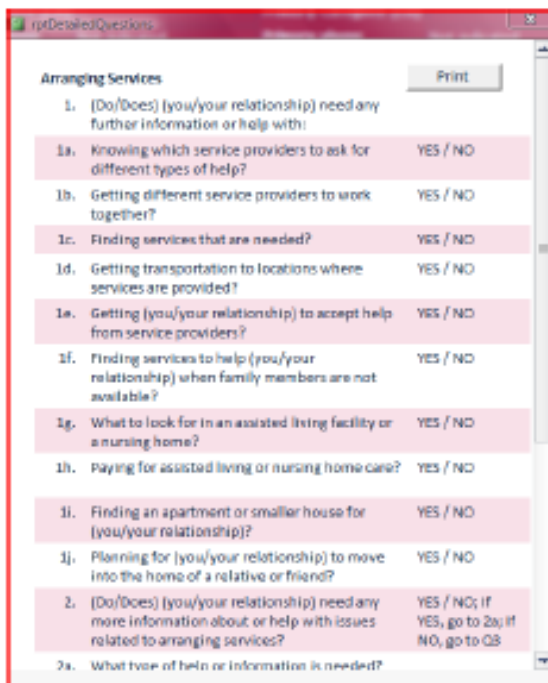 rptDetailedQuestions
Arranging Services
Print
1. (Do/Does) (you/your relationship) need any
further information or help with:
1a. Knowing which service providers to ask for YES / NO
different types of help?
1b. Getting different service providers to work YES / NO
together?
1c. Finding services that are needed? YES / NO
1d. Getting transportation to locations where YES / NO
services are provided?
1e. Getting (you/your relationship) to accept help YES / NO
from service providers?
1f. Finding services to help (you/your YES / NO
relationship) when family members are not
available?
1g. What to look for in an assisted living facility or YES / NO
a nursing home?
1h. Paying for assisted living or nursing home care? YES / NO
1i. Finding an apartment or smaller house for YES / NO
(you/your relationship)?
1j. Planning for (you/your relationship) to move YES / NO
into the home of a relative or friend?
2. (Do/Does) (you/your relationship) need any YES / NO; If
more information about or help with issues YES, go to 2a; If
related to arranging services? NO, go to Q3
2a. What type of help or information is needed?